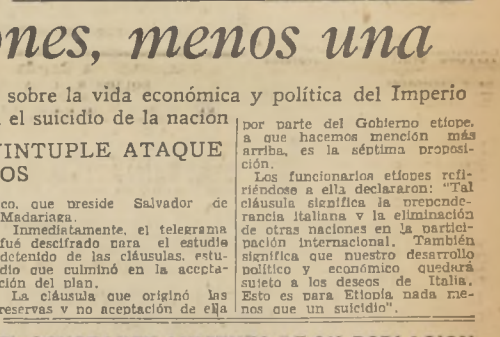 ones, menos una
sobre la vida económica y política del Imperio
el suicidio de la nación
UINTUPLE ATAQUE
OS
co, que preside Salvador de
Madariaga.
Inmediatamente, el telegrama
fué descifrado para el estudio
detenido de las cláusulas, estu-
dio que culminó en la acepta-
ción del plan.
La cláusula que originó las
reservas y no aceptación de ella
por parte del Gobierno etíope,
a que hacemos mención más
arriba, es la séptima proposi-
ción.
Los funcionarios etíopes refi-
riéndose a ella declararon: "Tal
cláusula significa la preponde-
rancia italiana y la eliminación
de otras naciones en la partici-
pación internacional. También
significa que nuestro desarrollo
político y económico quedará
sujeto a los deseos de Italia.
Esto es para Etiopía nada me-
nos que un suicidio".